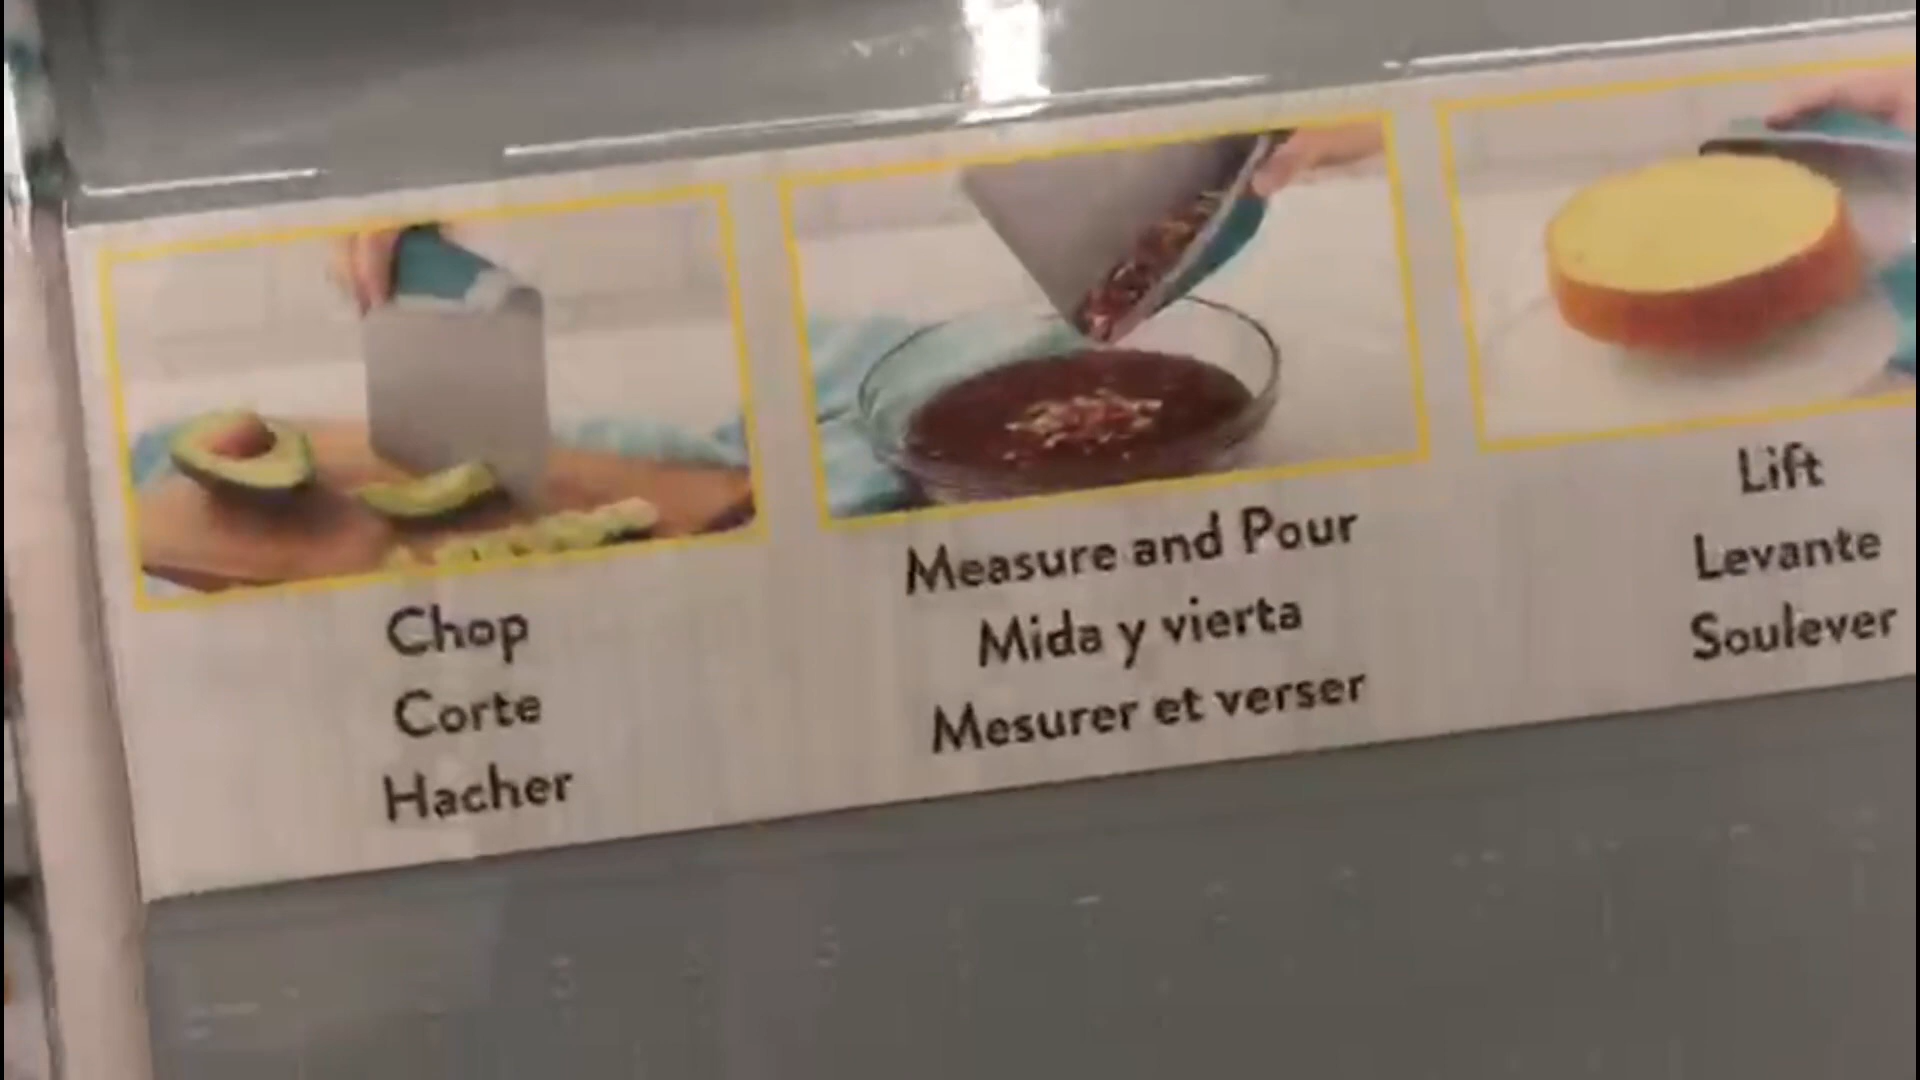 Chop
Corte
Hacher
Measure and Pour
Mida y vierta
Mesurer et verser
Lift
Levante
Soulever